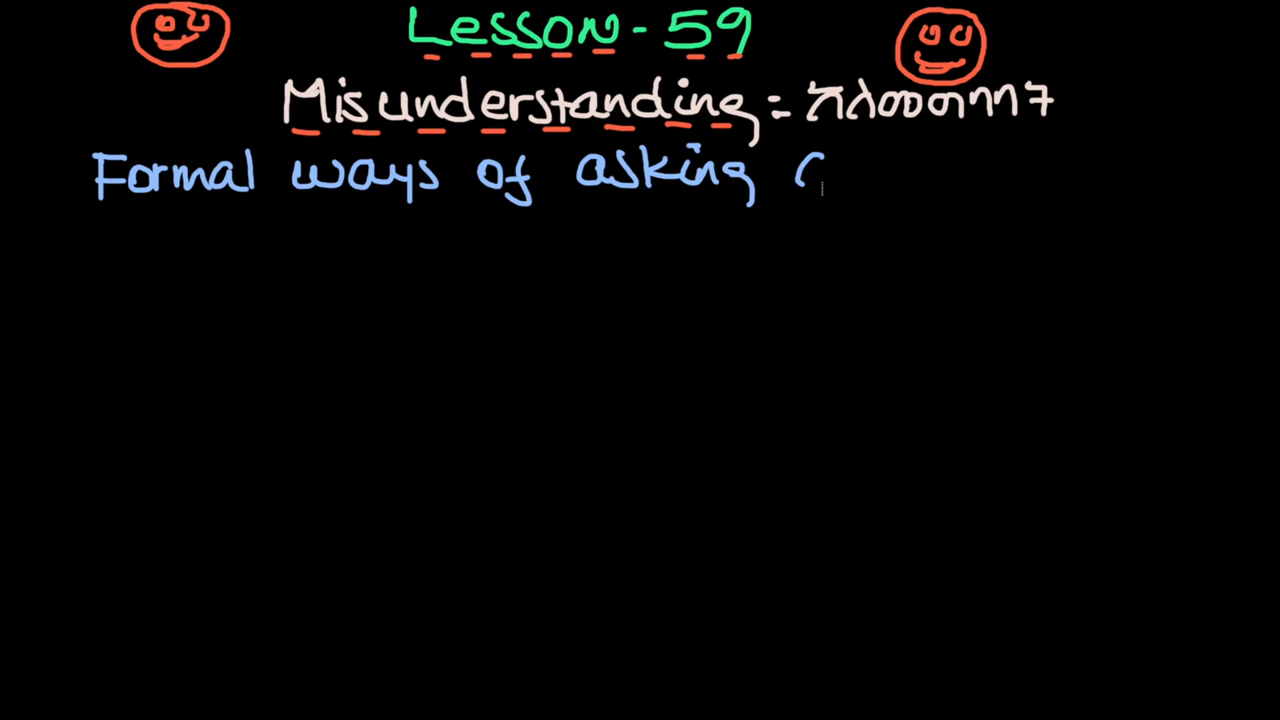 Lesson - 59
Misunderstanding = አለመግባባት
Formal ways of asking